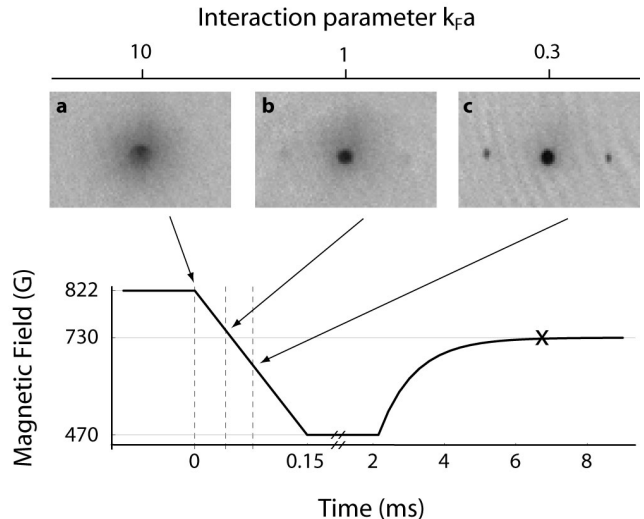 Interaction parameter kFa
10 1 0.3
a b c
Magnetic Field (G)
822
730
470
X
0 0.15 2 4 6 8
Time (ms)